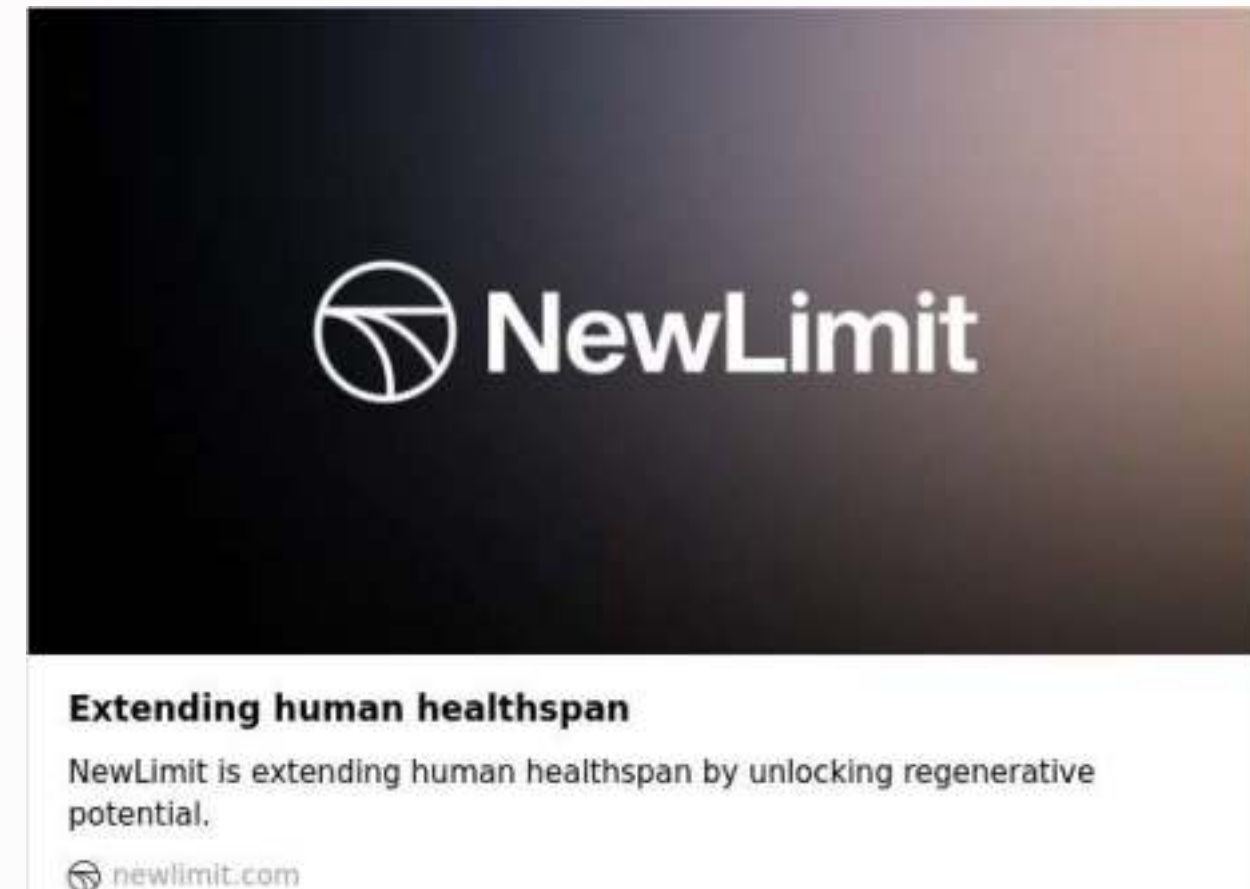 NewLimit
Extending human healthspan
NewLimit is extending human healthspan by unlocking regenerative
potential.
newlimit.com